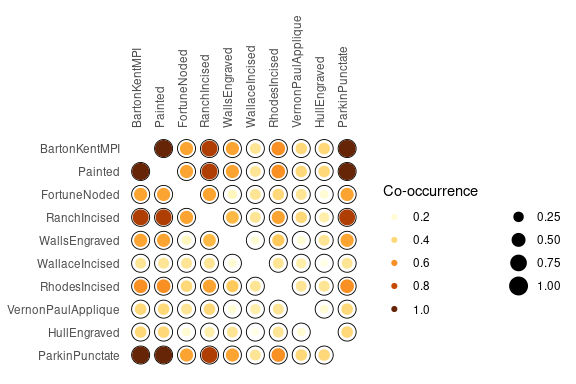 BartonKentMPI
Painted
FortuneNoded
RanchIncised
WallsEngraved
WallaceIncised
RhodesIncised
VernonPaulApplique
HullEngraved
ParkinPunctate
BartonKentMPI
Painted
FortuneNoded
RanchIncised
WallsEngraved
WallaceIncised
RhodesIncised
VernonPaulApplique
HullEngraved
ParkinPunctate
Co-occurrence
0.2
0.4
0.6
0.8
1.0
0.25
0.50
0.75
1.00